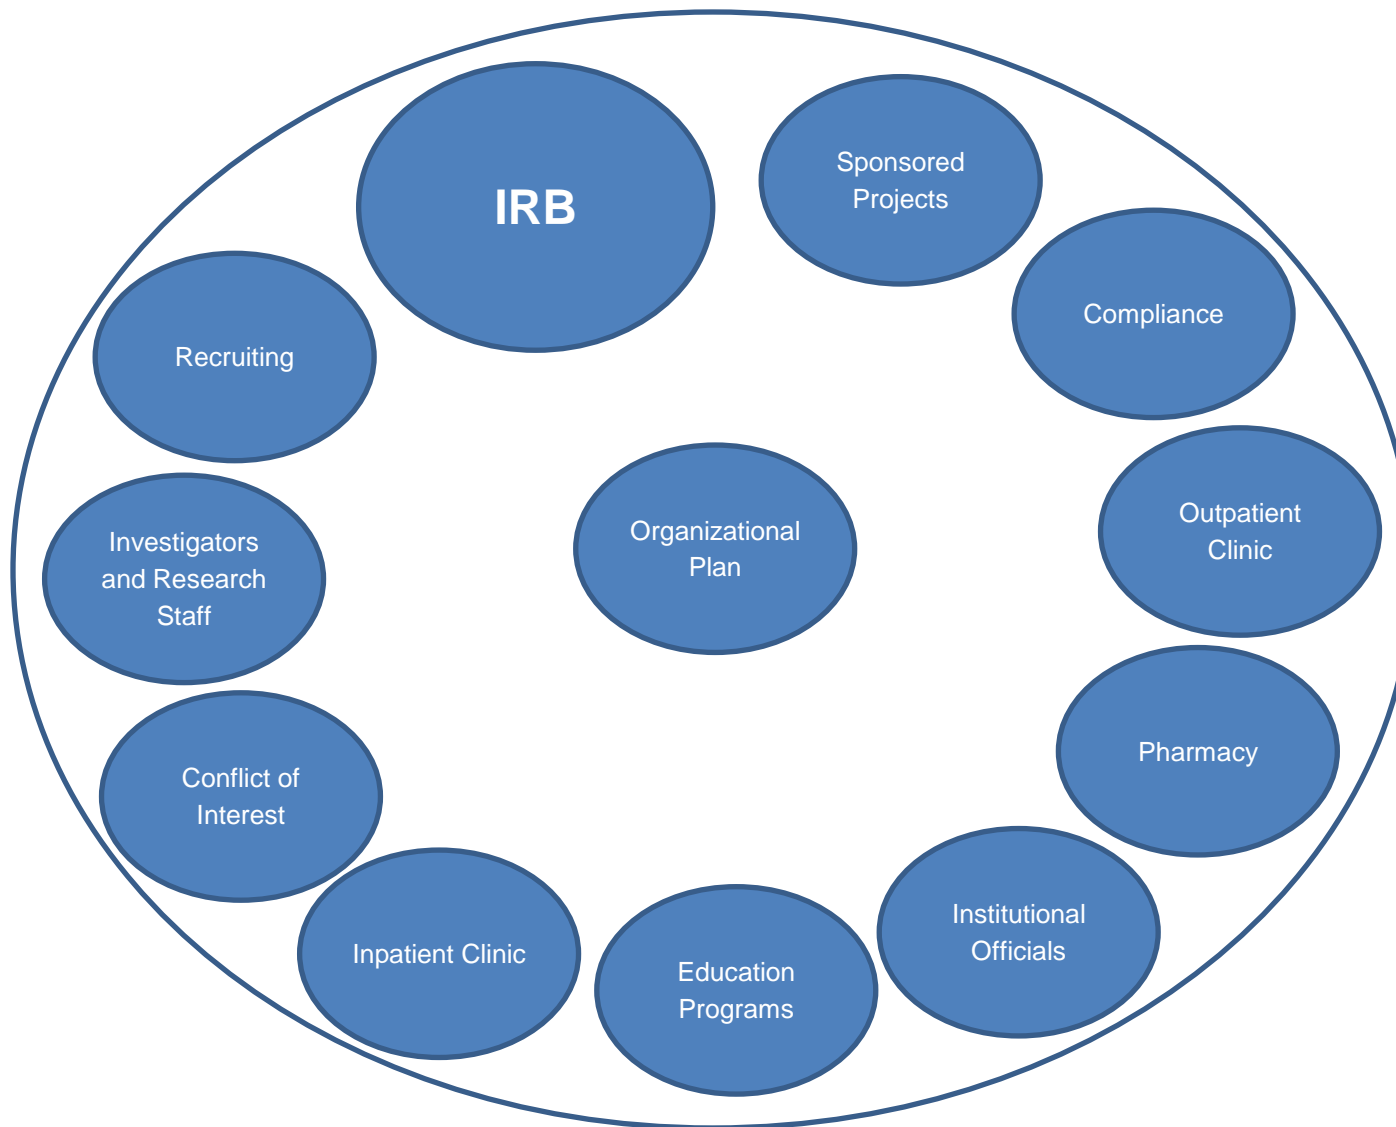 IRB
Sponsored
Projects
Compliance
Recruiting
Outpatient
Clinic
Organizational
Plan
Investigators
and Research
Staff
Pharmacy
Conflict of
Interest
Institutional
Officials
Inpatient Clinic
Education
Programs